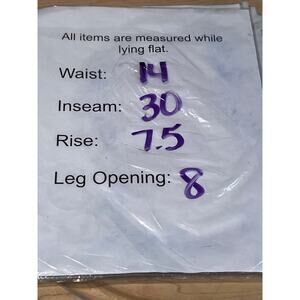 All items are measured while
lying flat.
Waist: 14
Inseam: 30
Rise: 7.5
Leg Opening: 8